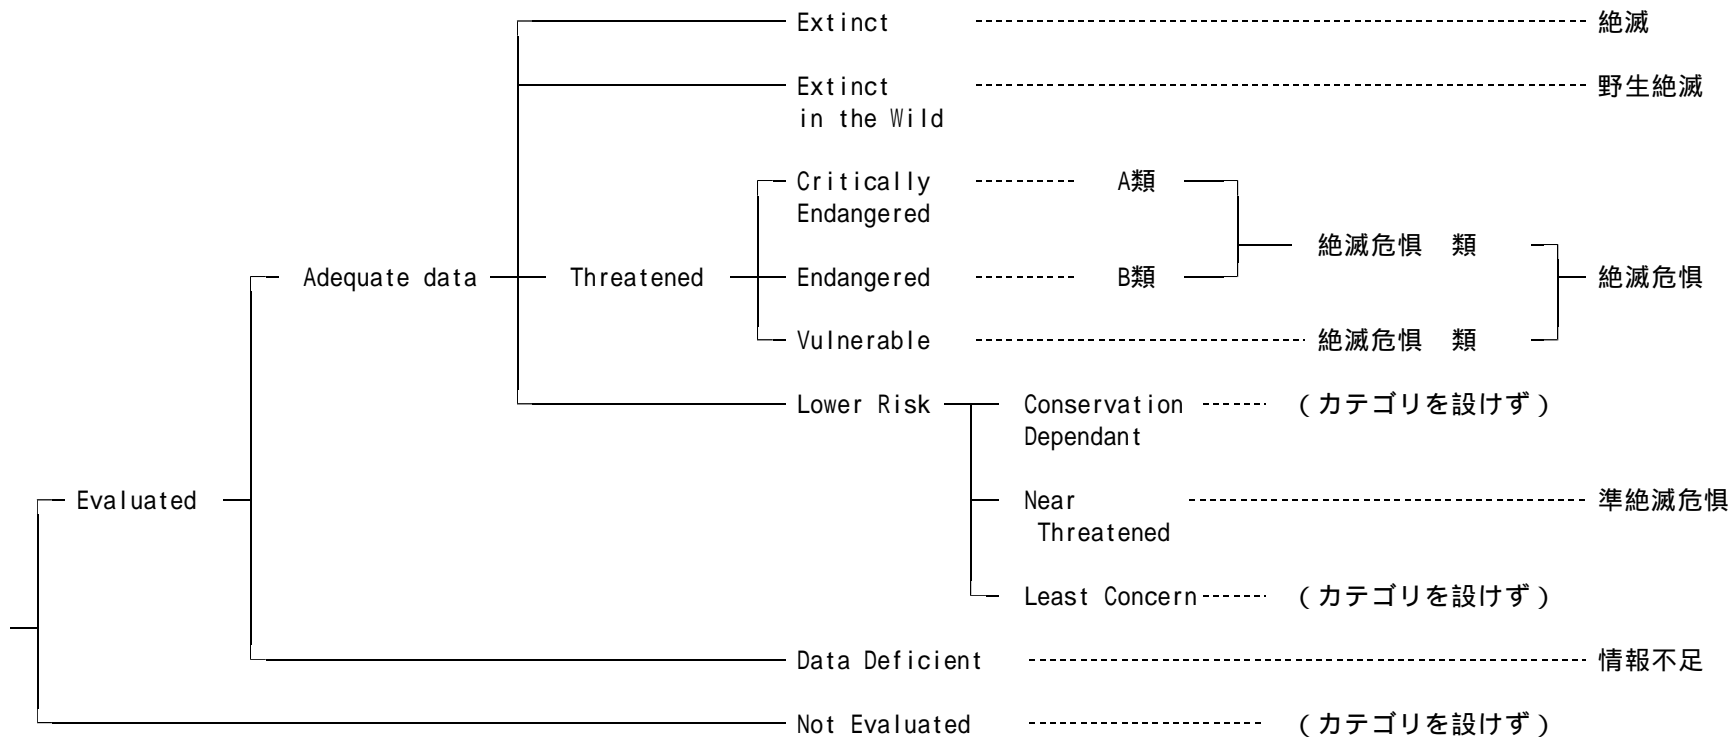 Extinct 絶滅
Extinct 野生絶滅
in the Wild
Critically A類
Endangered
絶滅危惧　類
Adequate data Threatened Endangered B類 絶滅危惧
Vulnerable 絶滅危惧　類
Lower Risk Conservation (カテゴリを設けず)
Dependant
Evaluated Near 準絶滅危惧
Threatened
Least Concern (カテゴリを設けず)
Data Deficient 情報不足
Not Evaluated (カテゴリを設けず)